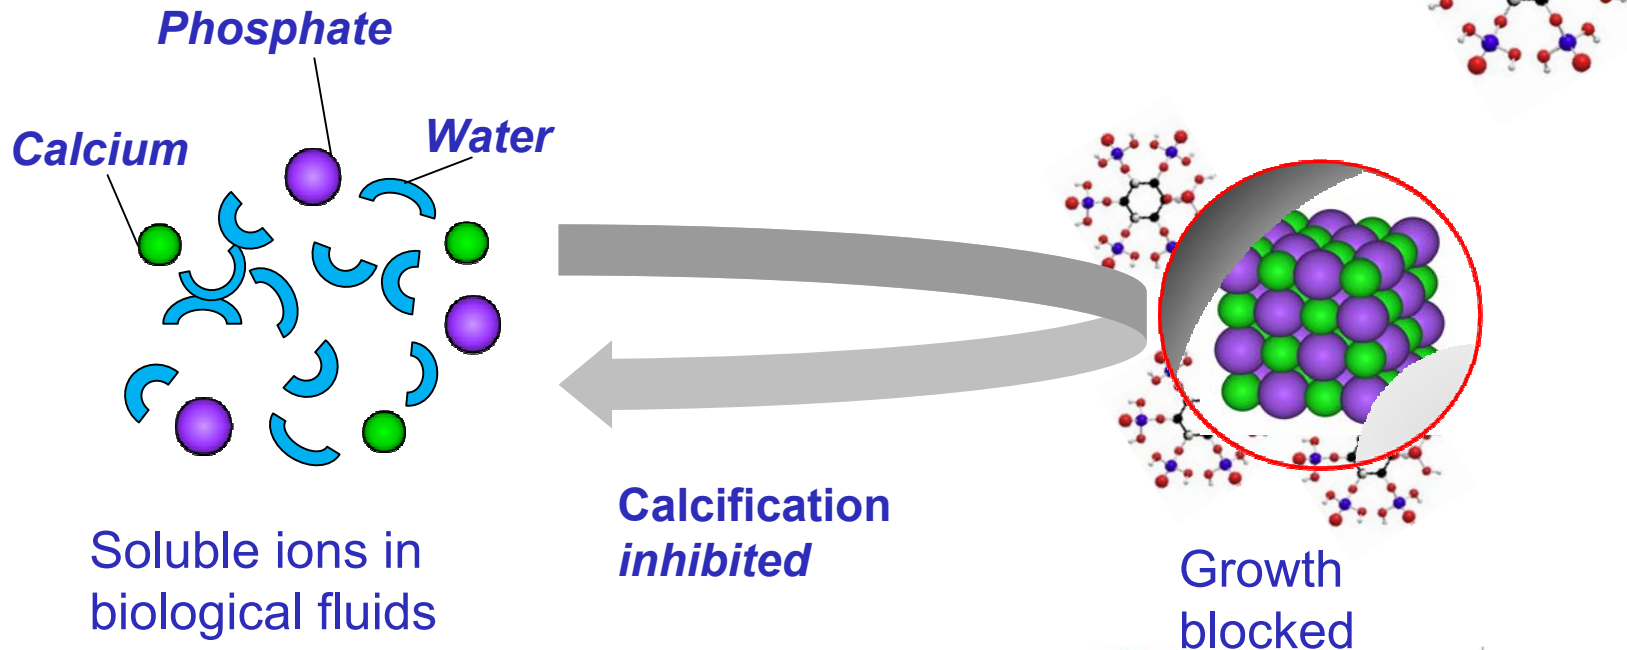 Phosphate
Calcium
Water
Soluble ions in
biological fluids
Calcification
inhibited
Growth
blocked